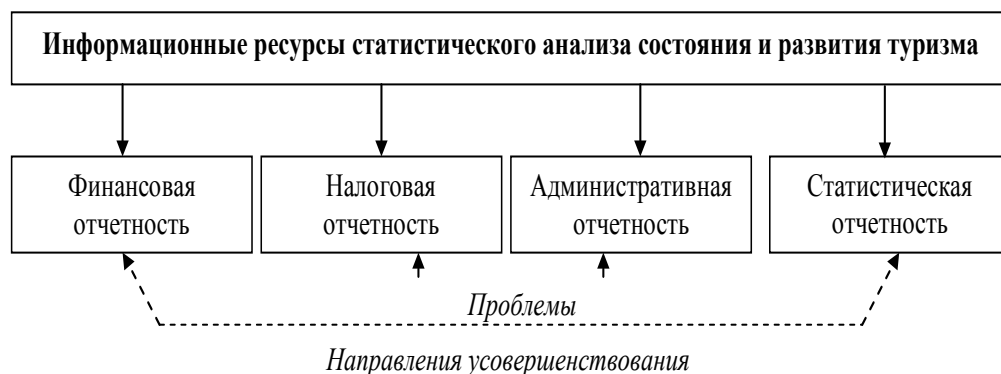 Информационные ресурсы статистического анализа состояния и развития туризма
Финансовая
отчетность
Налоговая
отчетность
Административная
отчетность
Статистическая
отчетность
Проблемы
Направления усовершенствования